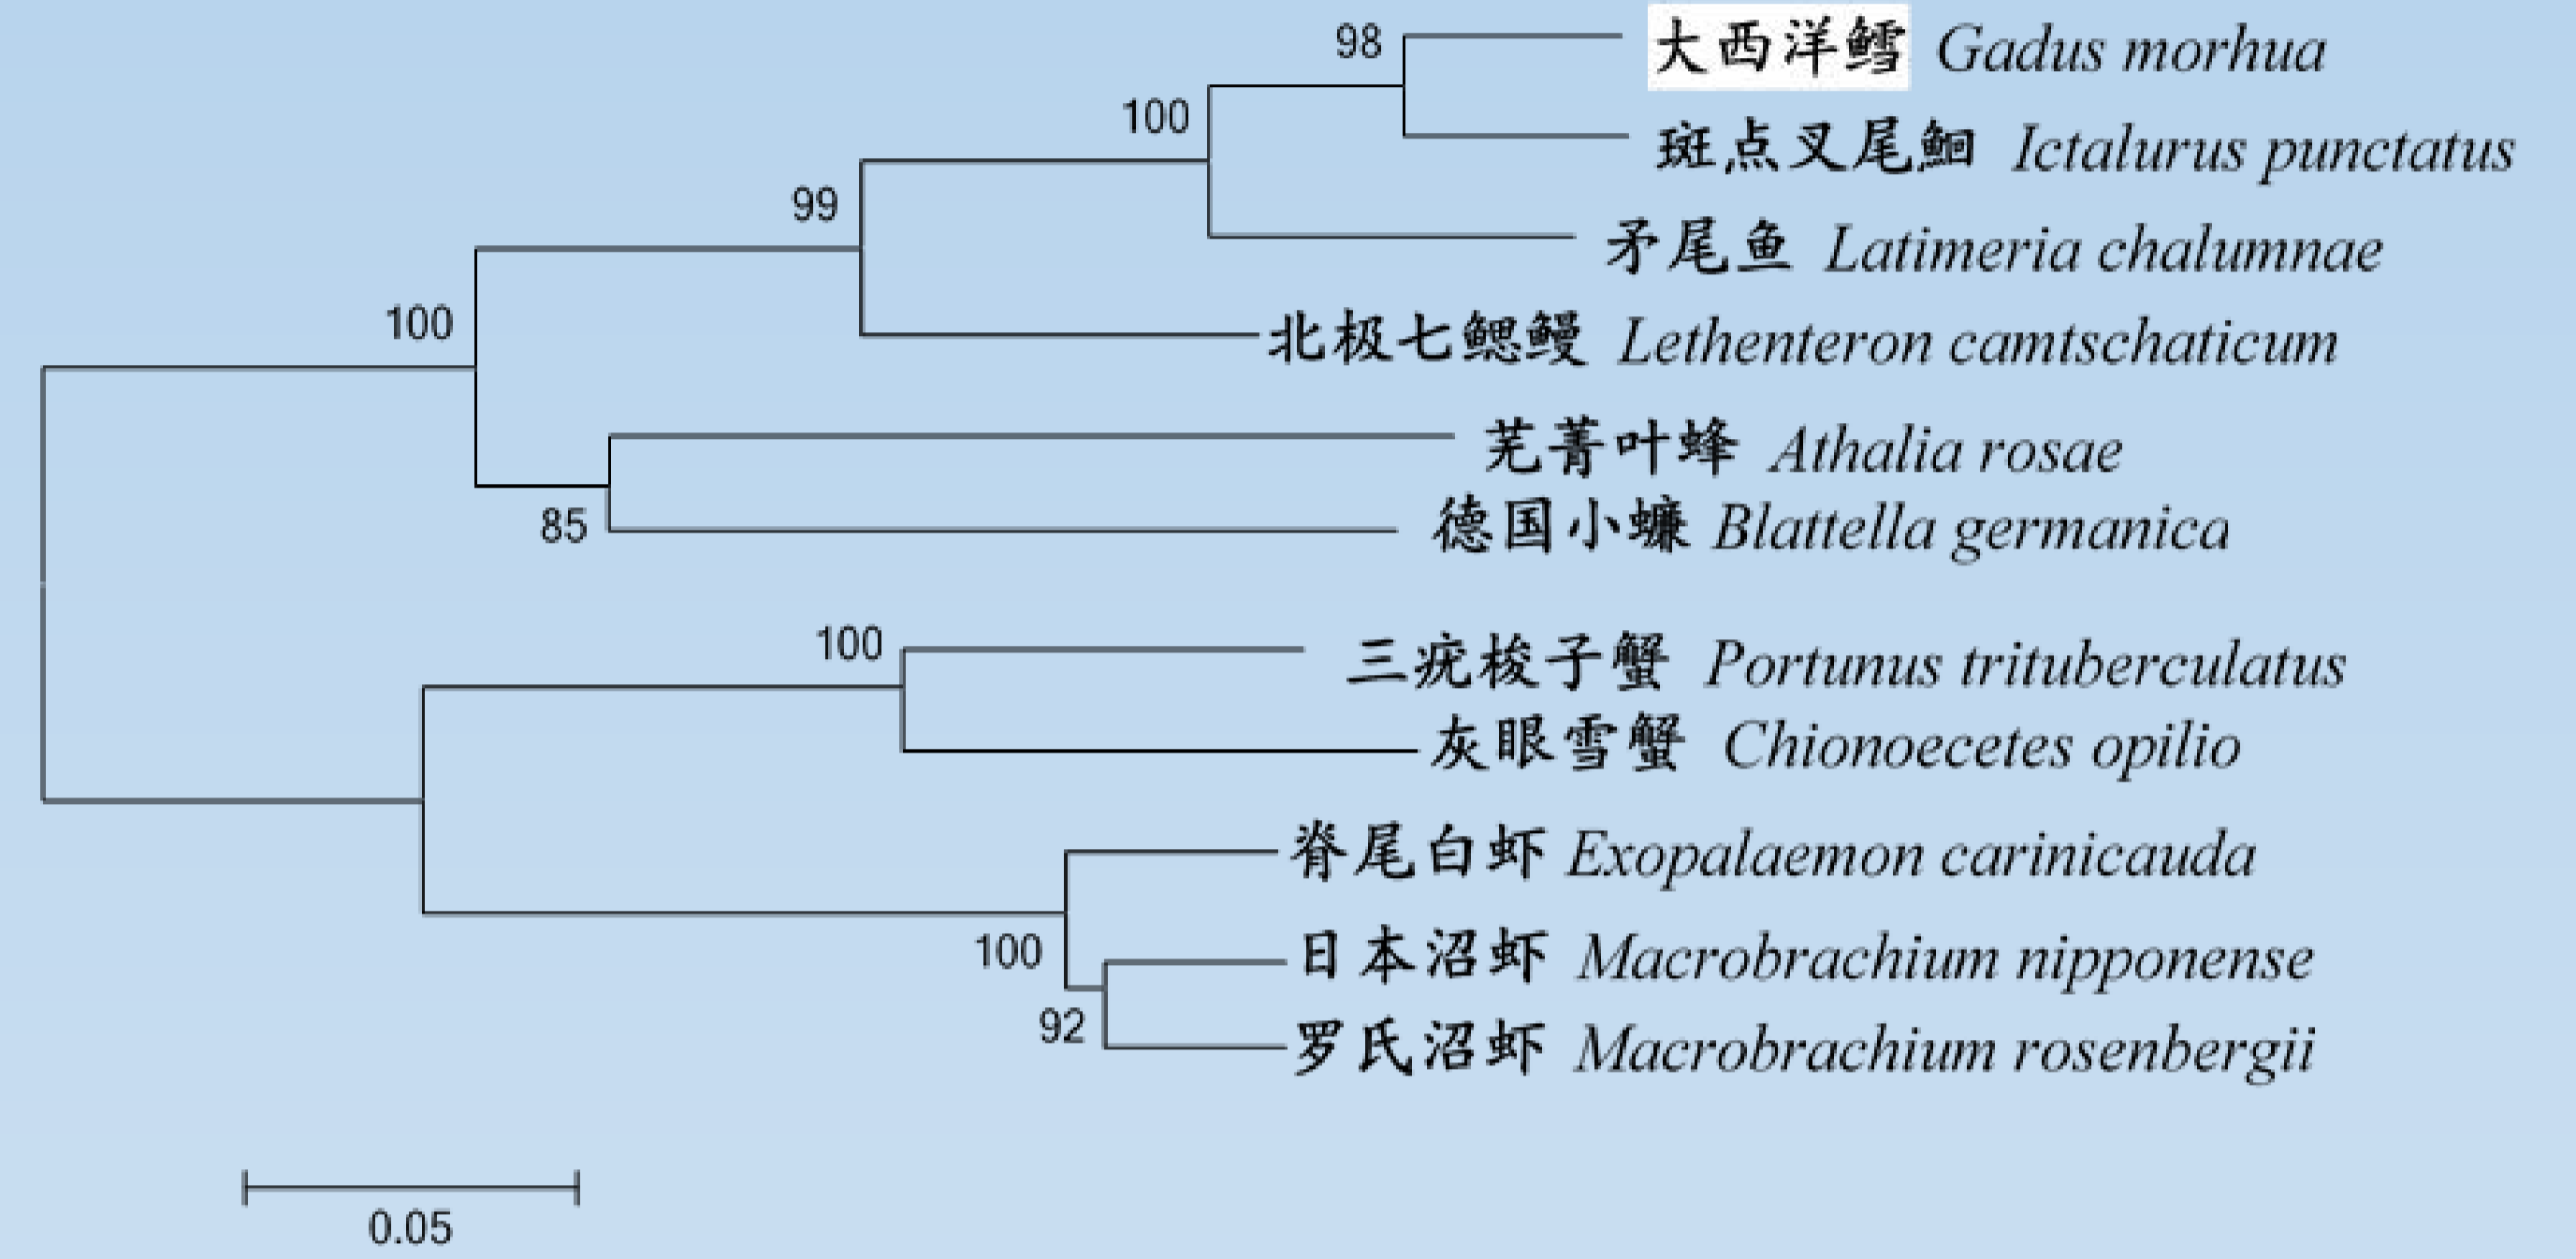 98
大西洋鳕 Gadus morhua
100
斑点叉尾鮰 Ictalurus punctatus
99
矛尾鱼 Latimeria chalumnae
100
北极七鳃鳗 Lethenteron camtschaticum
芜菁叶蜂 Athalia rosae
85
德国小蠊 Blattella germanica
100
三疣梭子蟹 Portunus trituberculatus
灰眼雪蟹 Chionoecetes opilio
脊尾白虾 Exopalaemon carinicauda
100
日本沼虾 Macrobrachium nipponense
92
罗氏沼虾 Macrobrachium rosenbergii
0.05